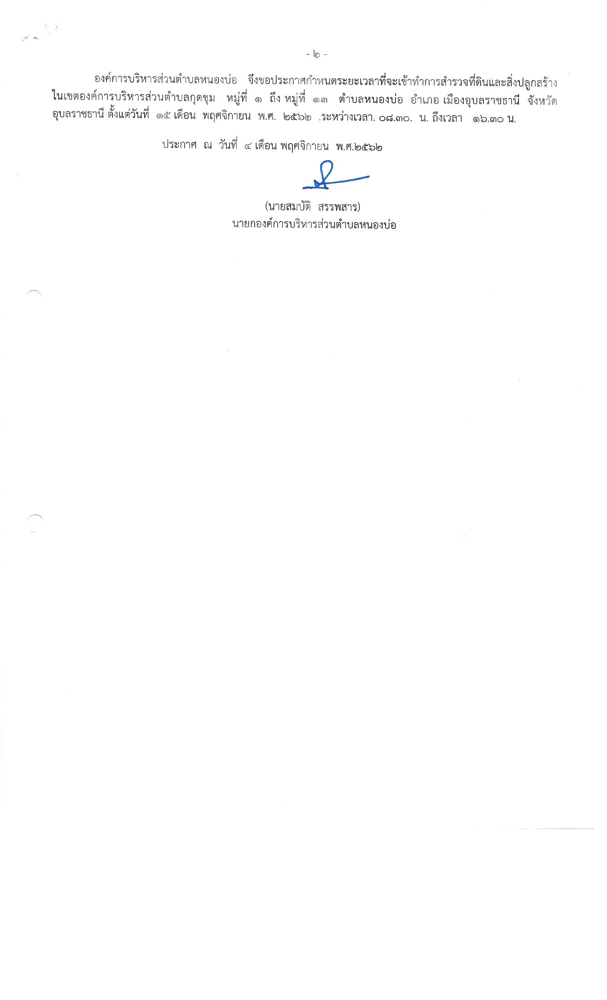 - ๒ -
องค์การบริหารส่วนตำบลหนองบ่อ จึงขอประกาศกำหนดระยะเวลาที่จะเข้าทำการสำรวจที่ดินและสิ่งปลูกสร้าง
ในเขตองค์การบริหารส่วนตำบลกุดชุม หมู่ที่ ๑ ถึง หมู่ที่ ๑๓ ตำบลหนองบ่อ อำเภอ เมืองอุบลราชธานี จังหวัด
อุบลราชธานี ตั้งแต่วันที่ ๑๕ เดือน พฤศจิกายน พ.ศ. ๒๕๖๒ .ระหว่างเวลา. ๐๘.๓๐. น. ถึงเวลา ๑๖.๓๐ น.
ประกาศ ณ วันที่ ๔ เดือน พฤศจิกายน พ.ศ.๒๕๖๒
(นายสมบัติ สรรพสาร)
นายกองค์การบริหารส่วนตำบลหนองบ่อ